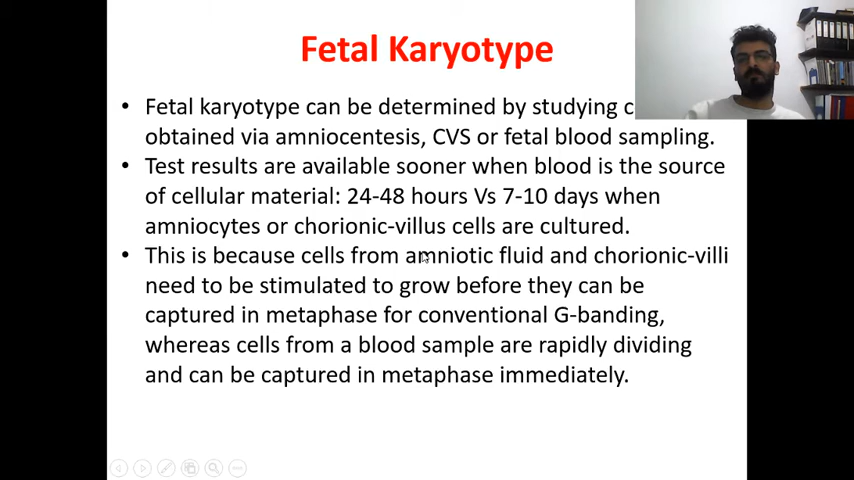 Fetal Karyotype
• Fetal karyotype can be determined by studying
obtained via amniocentesis, CVS or fetal blood sampling.
• Test results are available sooner when blood is the source
of cellular material: 24-48 hours Vs 7-10 days when
amniocytes or chorionic-villus cells are cultured.
• This is because cells from amniotic fluid and chorionic-villi
need to be stimulated to grow before they can be
captured in metaphase for conventional G-banding,
whereas cells from a blood sample are rapidly dividing
and can be captured in metaphase immediately.